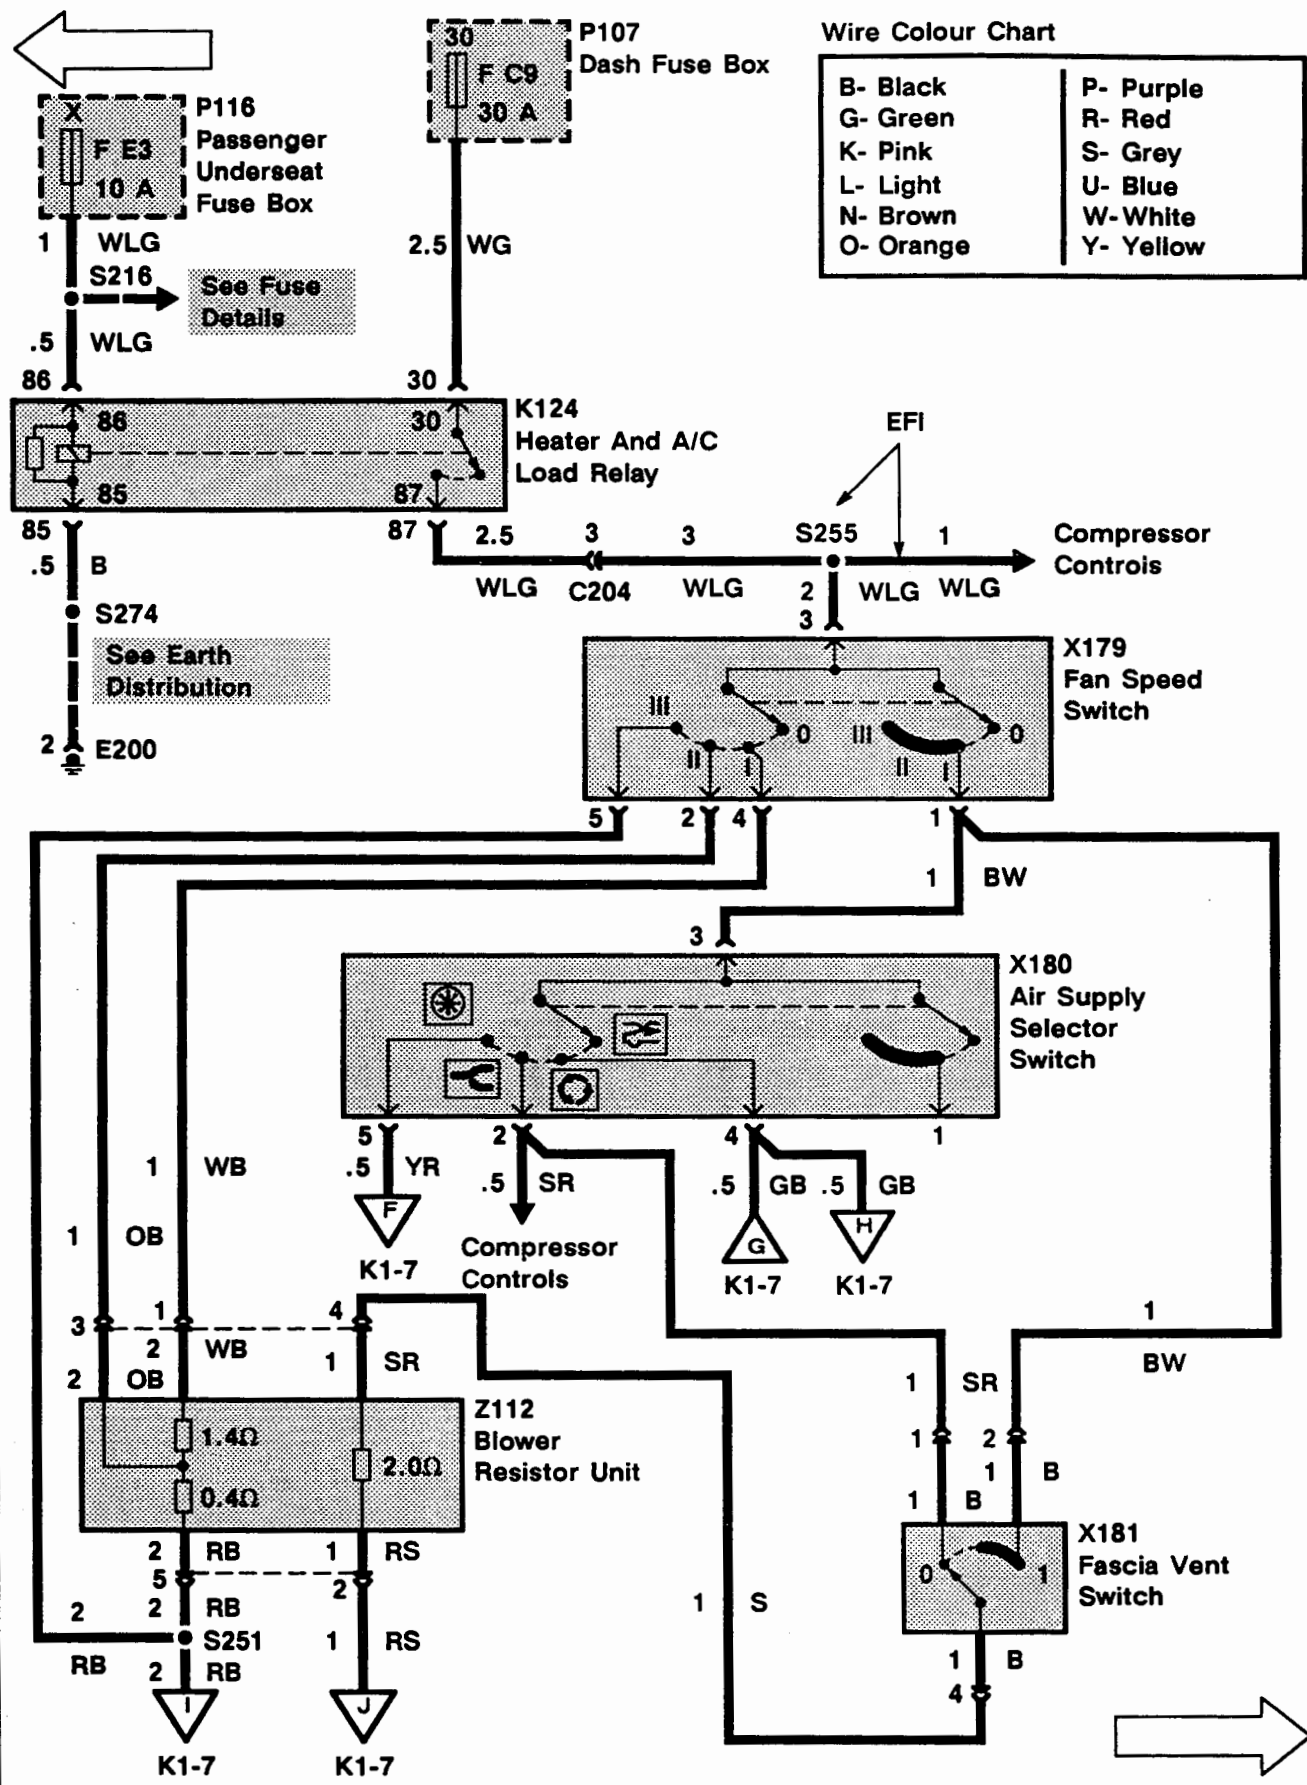 P107
Dash Fuse Box
30
F C9
30 A
Wire Colour Chart
B- Black
G- Green
K- Pink
L- Light
N- Brown
O- Orange
P- Purple
R- Red
S- Grey
U- Blue
W- White
Y- Yellow
X
F E3
10 A
P116
Passenger
Underseat
Fuse Box
1 WLG
2.5 WG
S216
See Fuse
Details
.5 WLG
86
30
86
30
K124
Heater And A/C
Load Relay
EFI
85
87
85
87
2.5
3
3
S255
1
Compressor
Controls
.5 B
WLG
C204
WLG
2
WLG
WLG
S274
3
See Earth
Distribution
X179
Fan Speed
Switch
III
0
III
0
II
I
II
I
2 E200
5
2
4
1
1 BW
3
X180
Air Supply
Selector
Switch
5
2
4
1
1 WB
.5 YR
.5 SR
.5 GB
.5 GB
F
G
H
1 OB
Compressor
Controls
K1-7
K1-7
K1-7
3
1
4
1
BW
2 WB
1 SR
2 OB
1 SR
Z112
Blower
Resistor Unit
1.4Ω
2.0Ω
0.4Ω
1
2
1 B
1 B
X181
Fascia Vent
Switch
0
1
2 RB
1 RS
5
2
2 RB
1 S
2
RB
S251
1 RS
2 RB
1 B
4
I
J
K1-7
K1-7